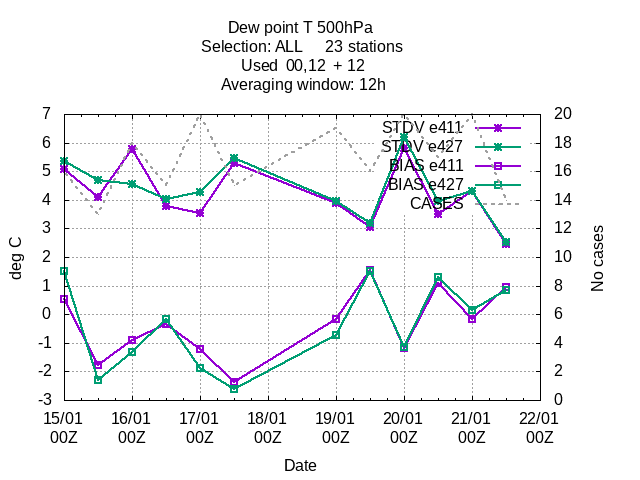 Dew point T 500hPa
Selection: ALL 23 stations
Used 00,12 + 12
Averaging window: 12h
7 20
6 18
5 16
4 14
3 12
2 10
1 8
0 6
-1 4
-2 2
-3 0
STDV e411
STDV e427
BIAS e411
BIAS e427
CASES
deg C
No cases
15/01 16/01 17/01 18/01 19/01 20/01 21/01 22/01
00Z 00Z 00Z 00Z 00Z 00Z 00Z 00Z
Date